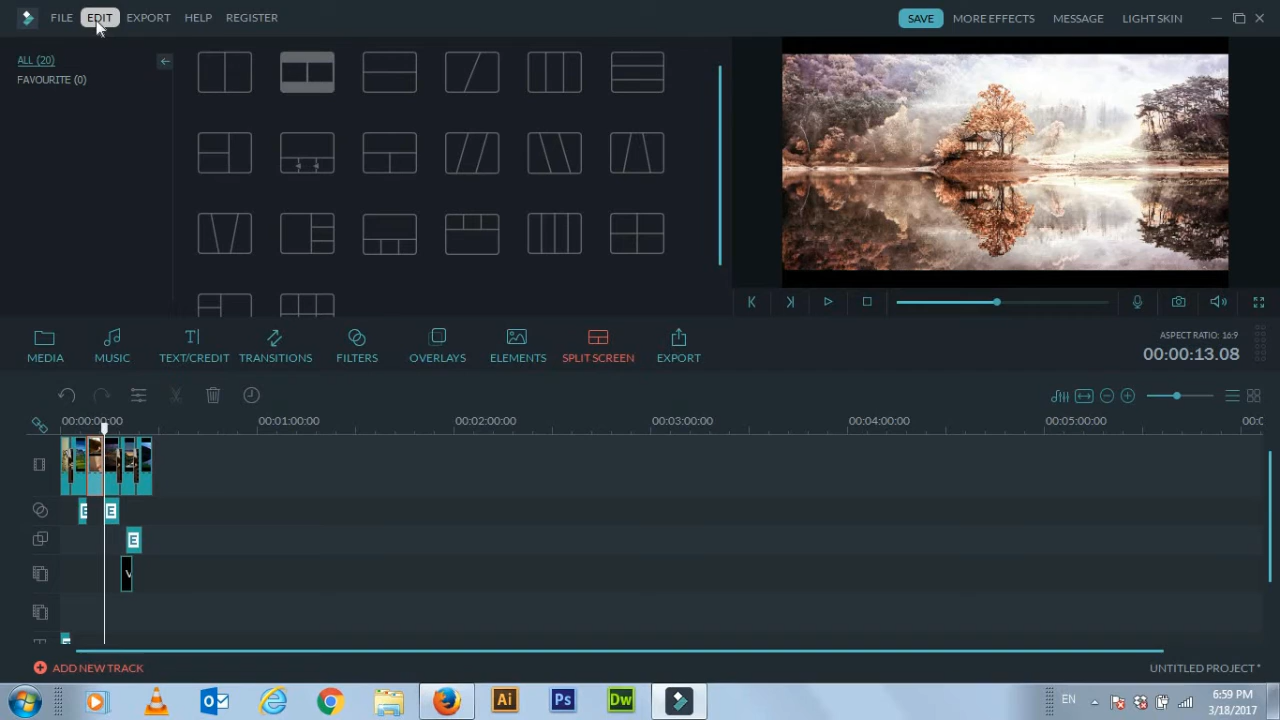 FILE EDIT EXPORT HELP REGISTER SAVE MORE EFFECTS MESSAGE LIGHT SKIN
ALL (20)
FAVOURITE (0)
MEDIA MUSIC TEXT/CREDIT TRANSITIONS FILTERS OVERLAYS ELEMENTS SPLIT SCREEN EXPORT
ASPECT RATIO: 16:9
00:00:13.08
00:00:00:00 00:01:00:00 00:02:00:00 00:03:00:00 00:04:00:00 00:05:00:00
E E
E
V
ADD NEW TRACK UNTITLED PROJECT *
Ai Ps Dw EN 6:59 PM
3/18/2017